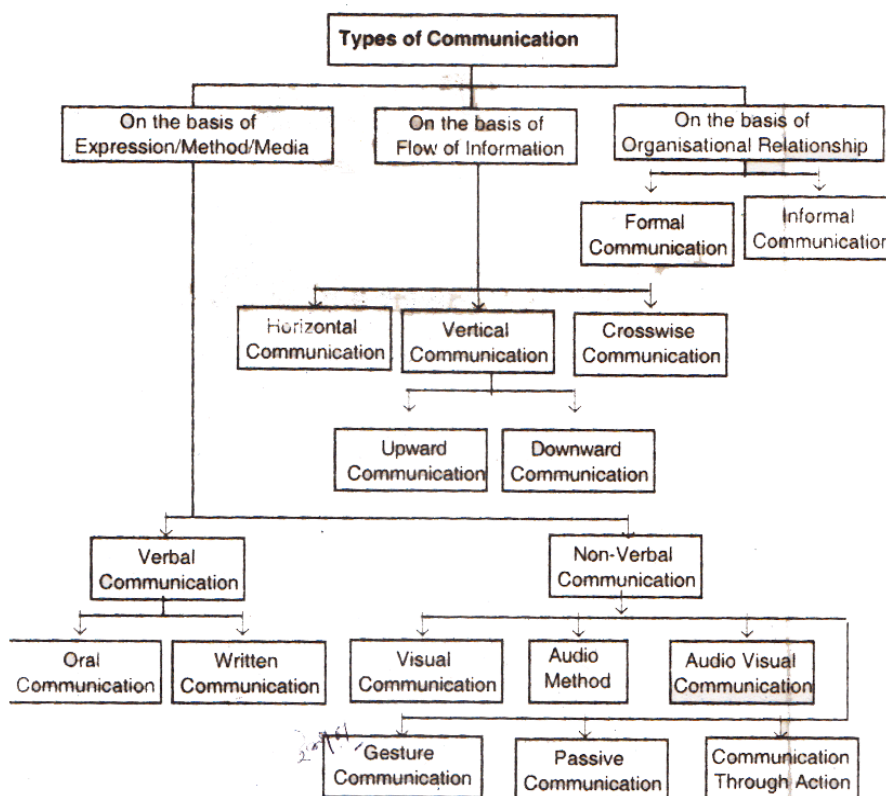 Types of Communication
On the basis of
Expression/Method/Media
On the basis of
Flow of Information
On the basis of
Organisational Relationship
Formal
Communication
Informal
Communication
Horizontal
Communication
Vertical
Communication
Crosswise
Communication
Upward
Communication
Downward
Communication
Verbal
Communication
Non-Verbal
Communication
Oral
Communication
Written
Communication
Visual
Communication
Audio
Method
Audio Visual
Communication
Gesture
Communication
Passive
Communication
Communication
Through Action